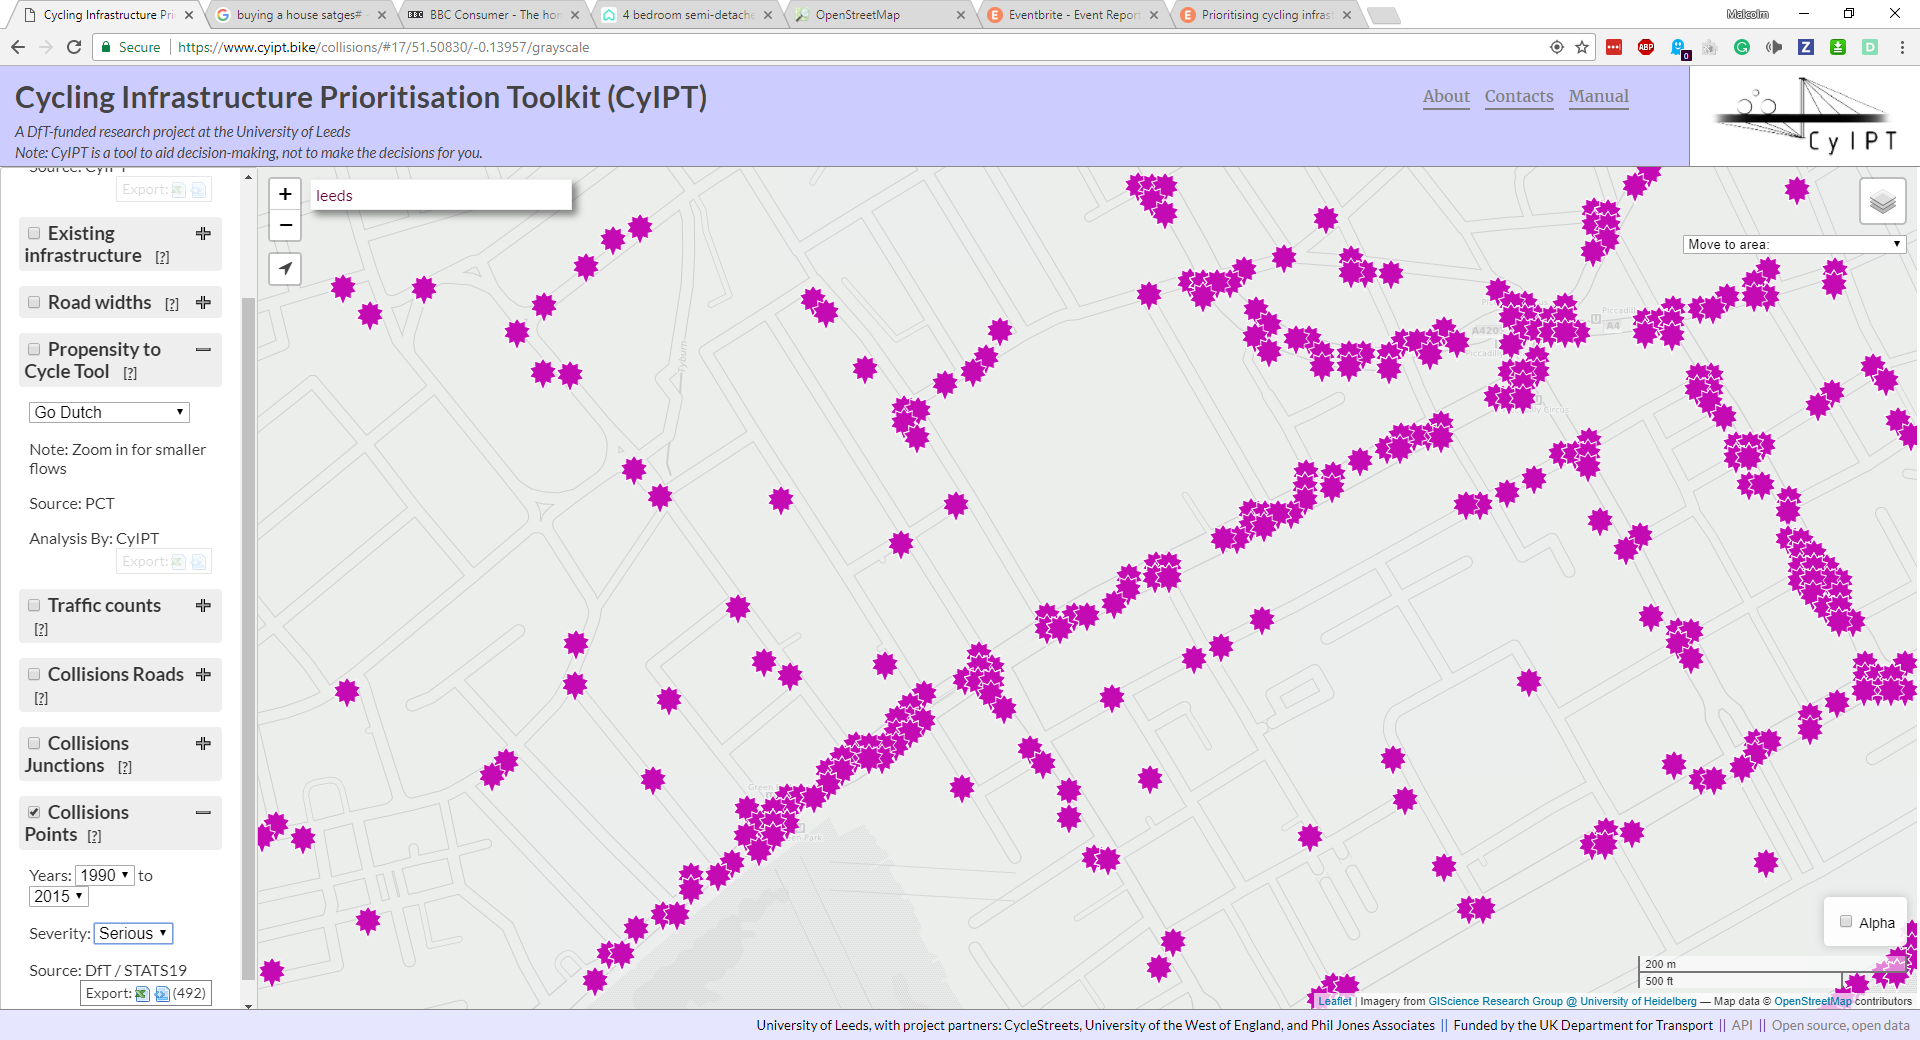 Cycling Infrastructure Pri
buying a house satges#
BBC Consumer - The hon
4 bedroom semi-detache
OpenStreetMap
Eventbrite - Event Report
Prioritising cycling infras
Malcolm
Secure
https://www.cyipt.bike/collisions/#17/51.50830/-0.13957/grayscale
Cycling Infrastructure Prioritisation Toolkit (CyIPT)
A DfT-funded research project at the University of Leeds
Note: CyIPT is a tool to aid decision-making, not to make the decisions for you.
About Contacts Manual
CyIPT
Source: CyIPT
Export:
Existing
infrastructure [?]
Road widths [?]
Propensity to
Cycle Tool [?]
Go Dutch
Note: Zoom in for smaller
flows
Source: PCT
Analysis By: CyIPT
Export:
Traffic counts
[?]
Collisions Roads
[?]
Collisions
Junctions [?]
Collisions
Points [?]
Years: 1990 to
2015
Severity: Serious
Source: DfT / STATS19
Export: (492)
+
−
leeds
Move to area:
Tyburn
A420
A4
Alpha
200 m
500 ft
Leaflet | Imagery from GIScience Research Group @ University of Heidelberg — Map data © OpenStreetMap contributors
University of Leeds, with project partners: CycleStreets, University of the West of England, and Phil Jones Associates || Funded by the UK Department for Transport || API || Open source, open data